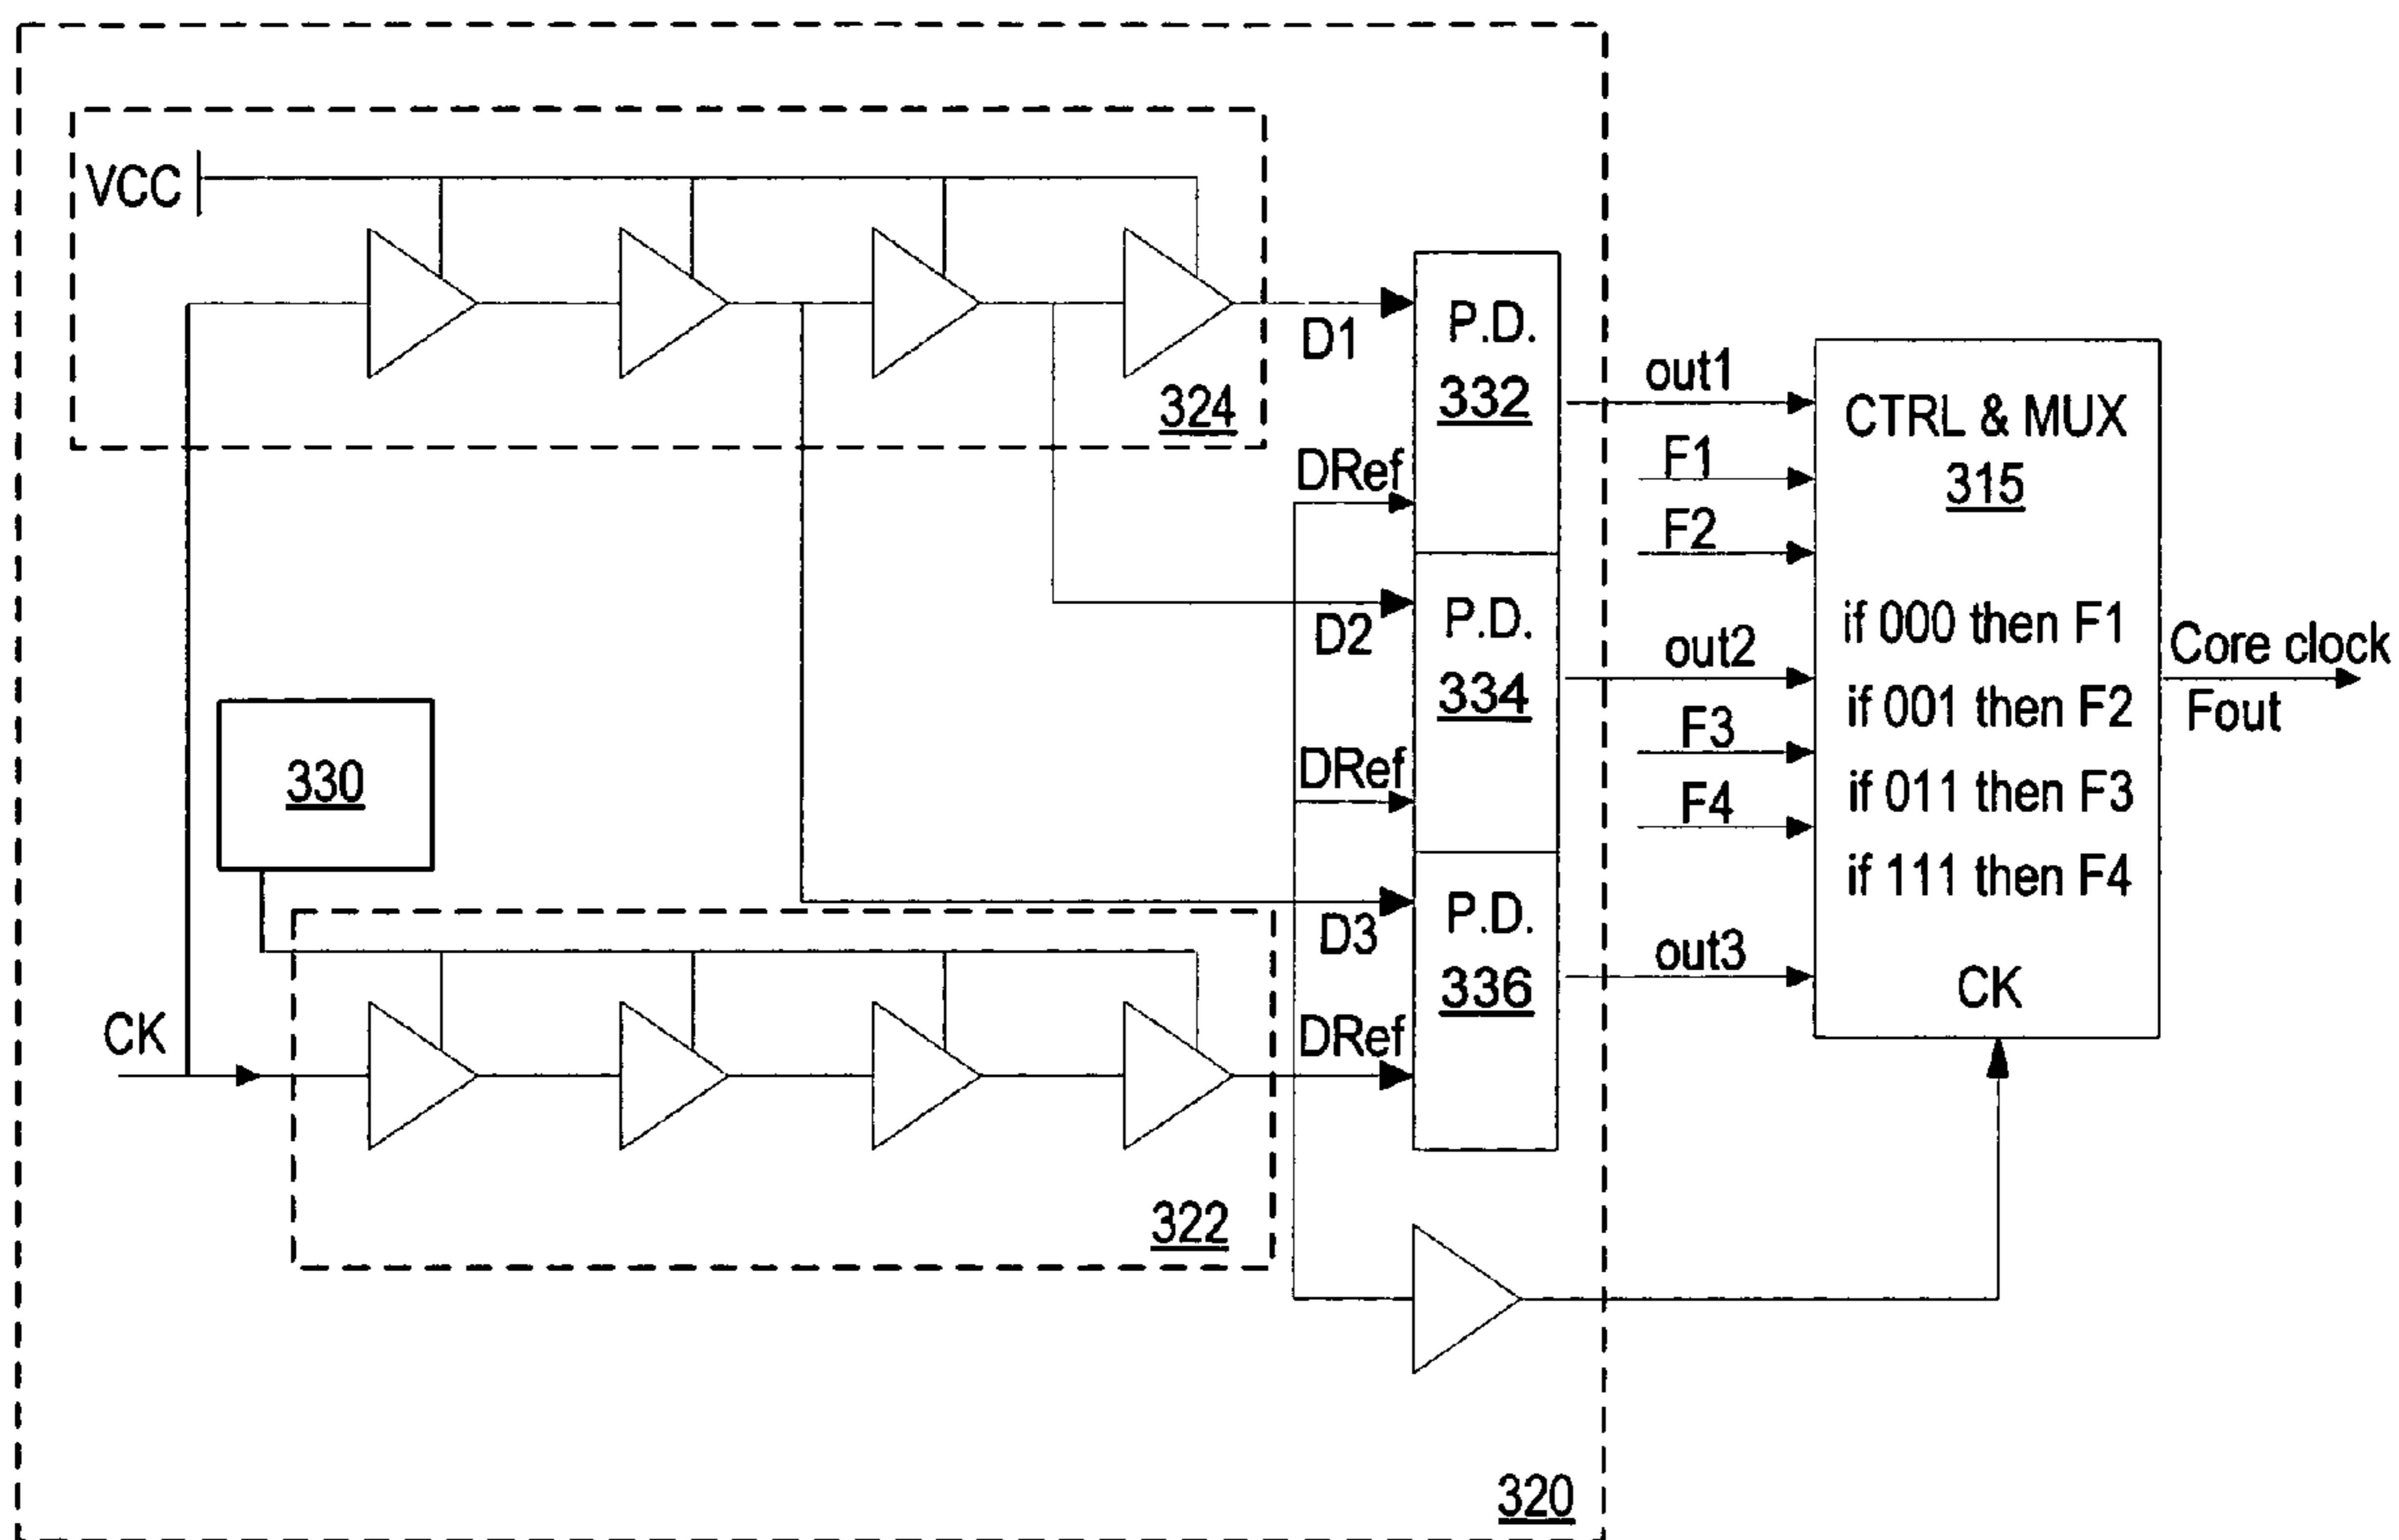 VCC
324
D1
P.D.
332
DRef
out1
F1
F2
CTRL & MUX
315
D2
P.D.
334
DRef
out2
F3
F4
if 000 then F1
if 001 then F2
if 011 then F3
if 111 then F4
CK
Core clock
Fout
330
D3
P.D.
336
DRef
out3
CK
322
320